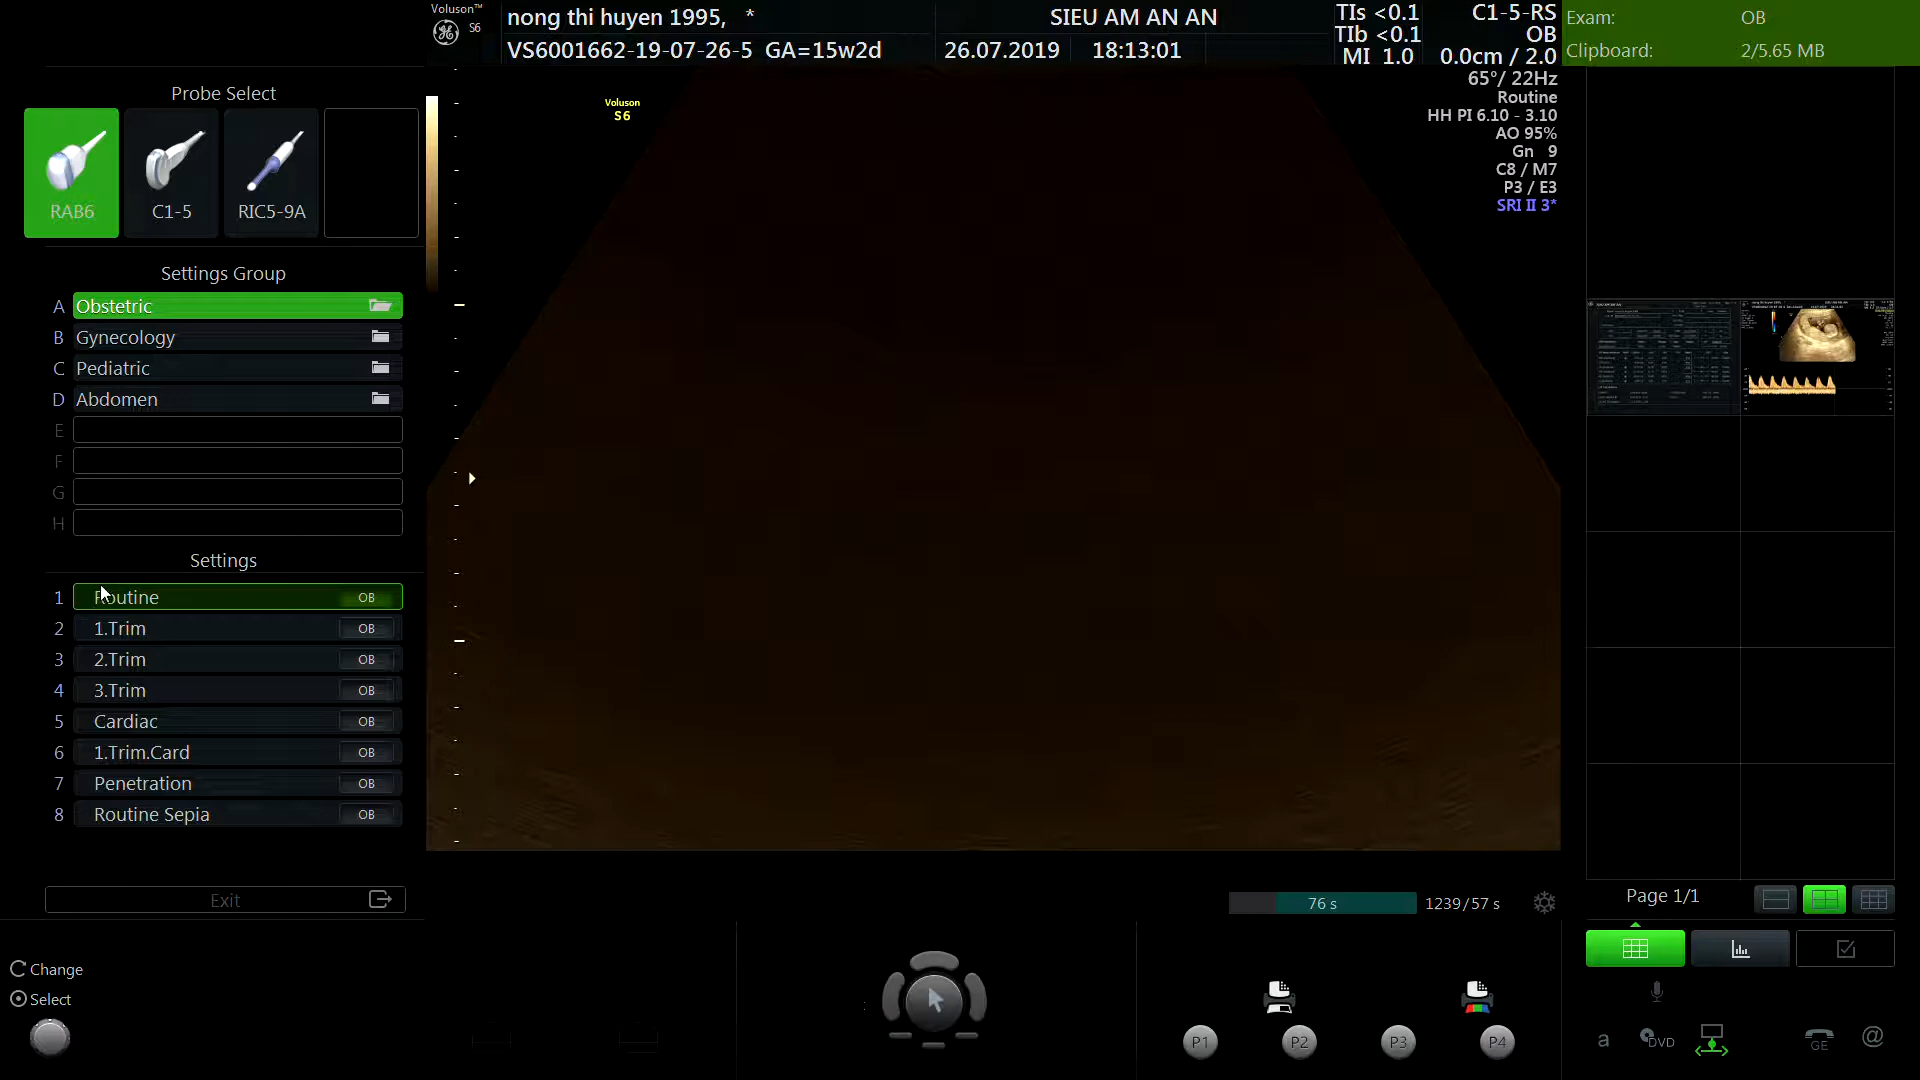 Voluson™
S6
nong thi huyen 1995, *
SIEU AM AN AN
VS6001662-19-07-26-5 GA=15w2d
26.07.2019 18:13:01
TIs <0.1
TIb <0.1
MI 1.0
C1-5-RS
OB
0.0cm / 2.0
Exam: OB
Clipboard: 2/5.65 MB
65°/ 22Hz
Routine
HH PI 6.10 - 3.10
AO 95%
Gn 9
C8 / M7
P3 / E3
SRI II 3*
Voluson
S6
Probe Select
RAB6
C1-5
RIC5-9A
Settings Group
A Obstetric
B Gynecology
C Pediatric
D Abdomen
E
F
G
H
Settings
1 Routine OB
2 1.Trim OB
3 2.Trim OB
4 3.Trim OB
5 Cardiac OB
6 1.Trim.Card OB
7 Penetration OB
8 Routine Sepia OB
Exit
Change
Select
76 s
1239/57 s
Page 1/1
P1
P2
P3
P4
a
DVD
GE
@